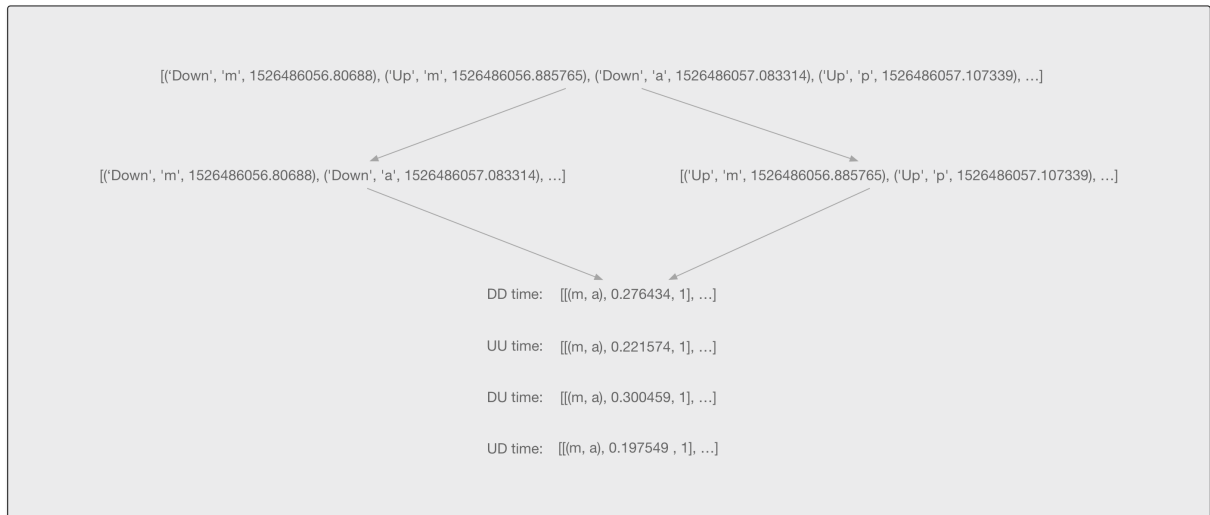 [(‘Down', 'm', 1526486056.80688), ('Up', 'm', 1526486056.885765), ('Down', 'a', 1526486057.083314), ('Up', 'p', 1526486057.107339), …]
[(‘Down', 'm', 1526486056.80688), ('Down', 'a', 1526486057.083314), …]
[('Up', 'm', 1526486056.885765), ('Up', 'p', 1526486057.107339), …]
DD time: [[(m, a), 0.276434, 1], …]
UU time: [[(m, a), 0.221574, 1], …]
DU time: [[(m, a), 0.300459, 1], …]
UD time: [[(m, a), 0.197549 , 1], …]